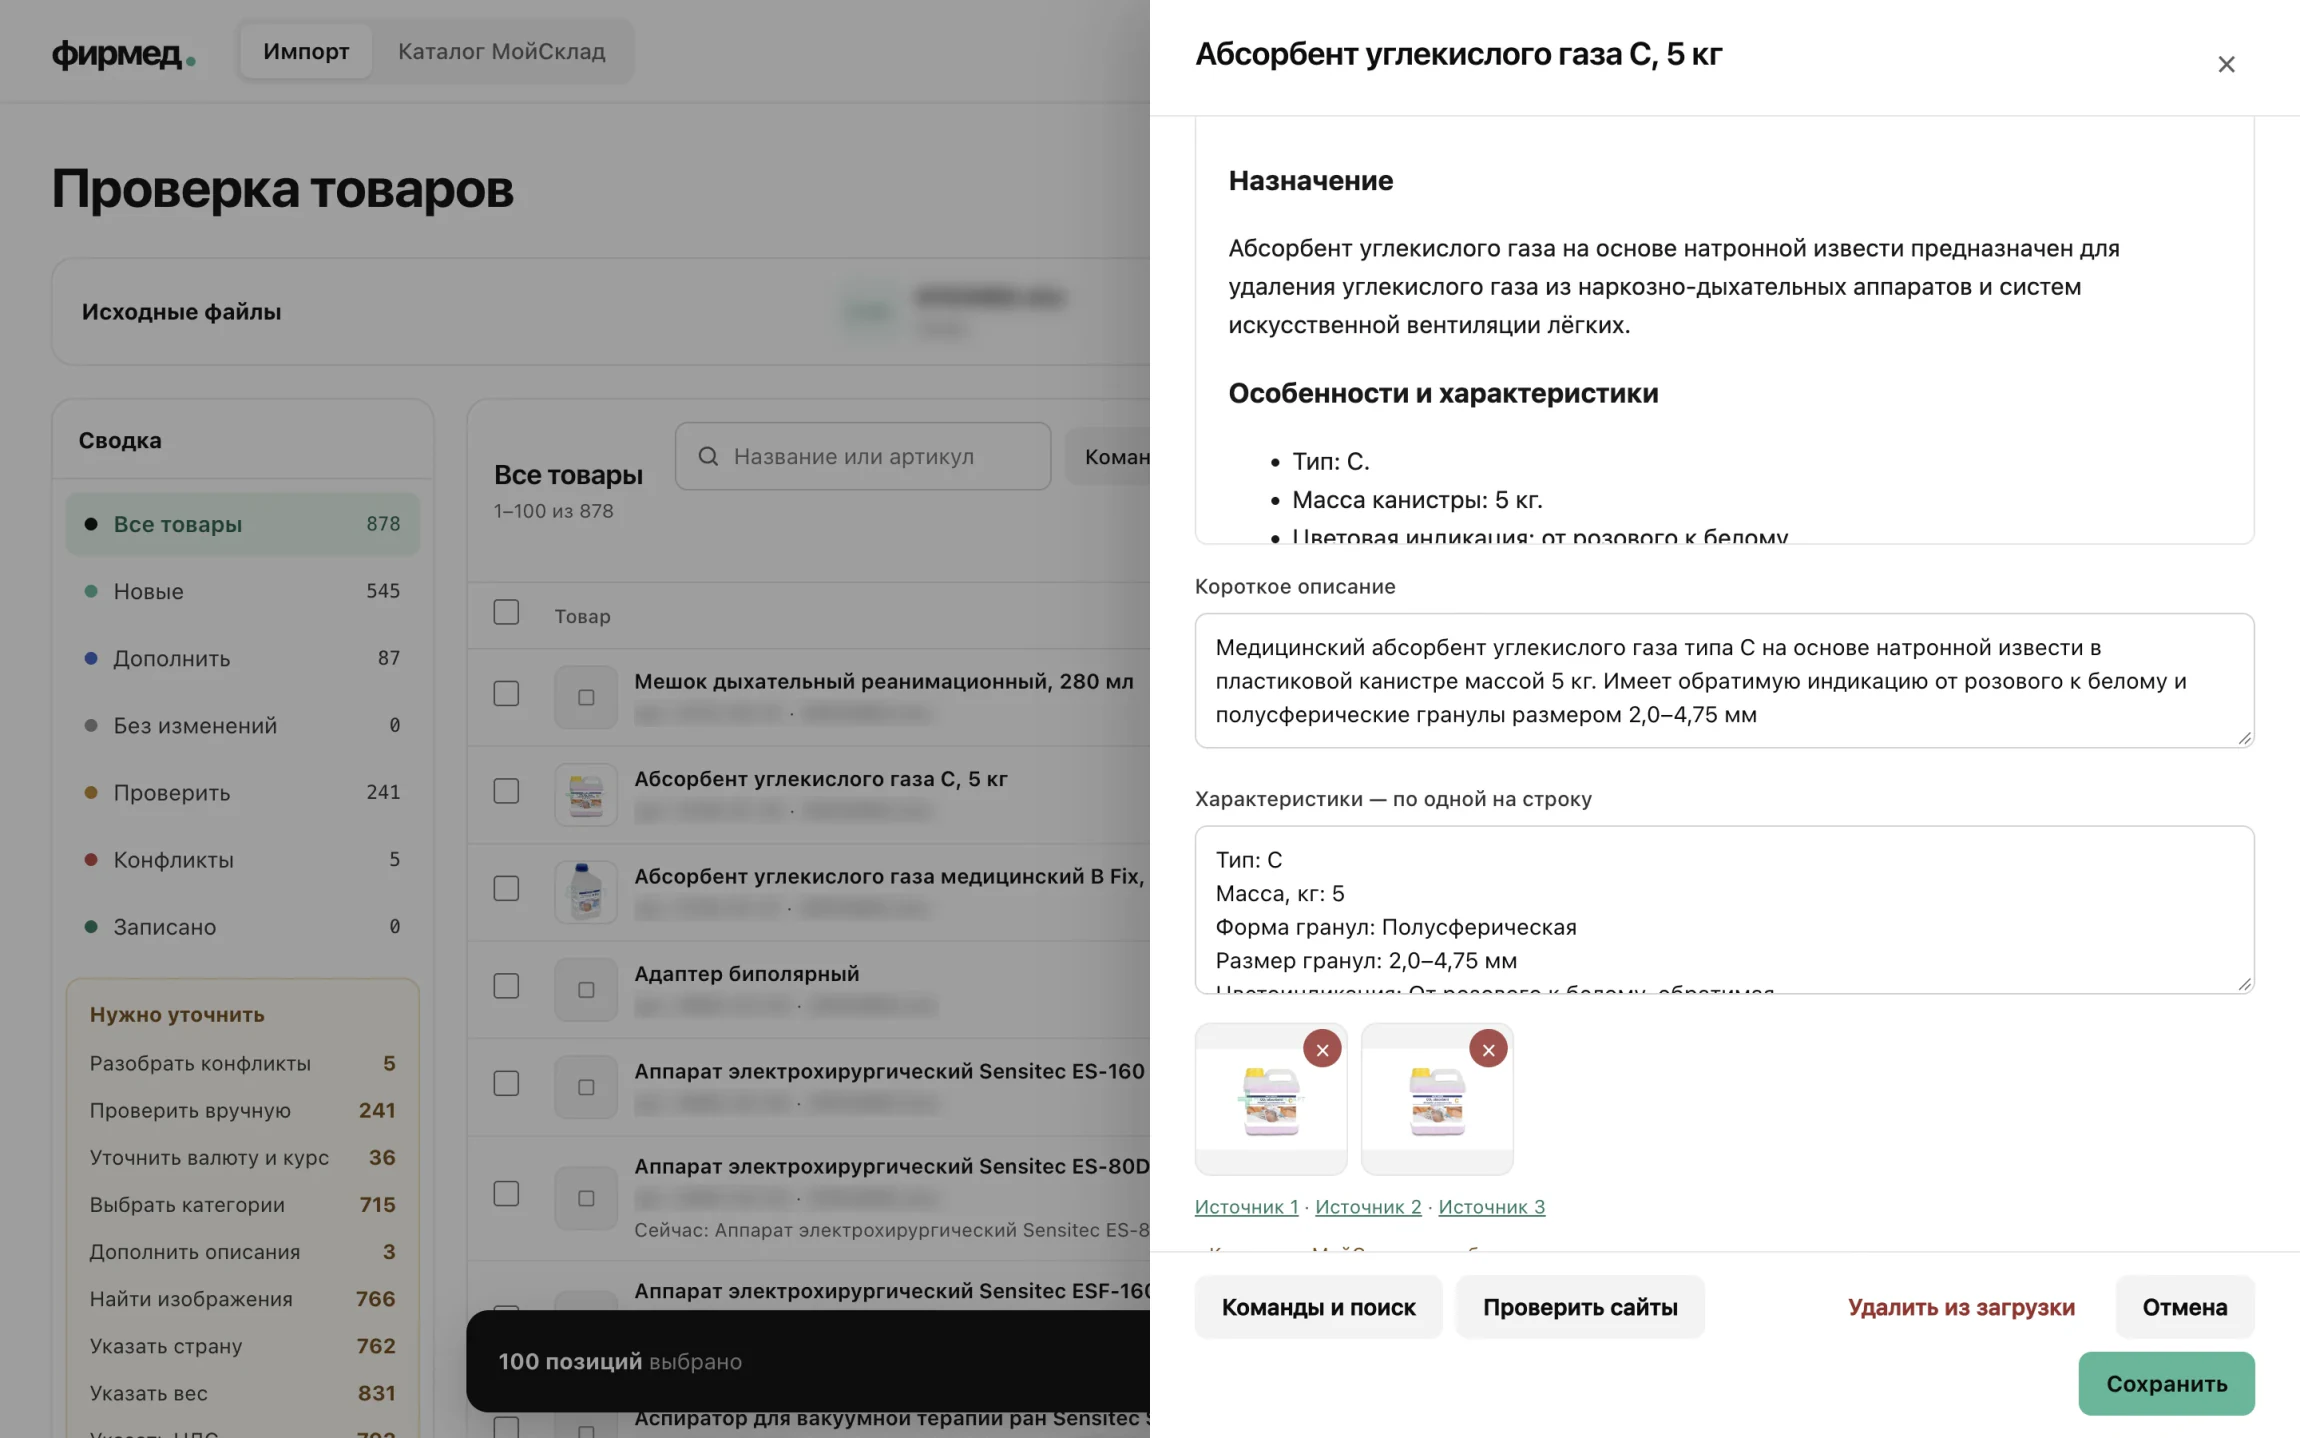 фирмед.
Импорт
Каталог МойСклад
Проверка товаров
Исходные файлы
Сводка
Все товары 878
Новые 545
Дополнить 87
Без изменений 0
Проверить 241
Конфликты 5
Записано 0
Нужно уточнить
Разобрать конфликты 5
Проверить вручную 241
Уточнить валюту и курс 36
Выбрать категории 715
Дополнить описания 3
Найти изображения 766
Указать страну 762
Указать вес 831
Все товары
1–100 из 878
Название или артикул
Коман
Товар
Мешок дыхательный реанимационный, 280 мл
Абсорбент углекислого газа С, 5 кг
Абсорбент углекислого газа медицинский B Fix,
Адаптер биполярный
Аппарат электрохирургический Sensitec ES-160
Аппарат электрохирургический Sensitec ES-80D
Сейчас: Аппарат электрохирургический Sensitec ES-8
Аппарат электрохирургический Sensitec ESF-160
100 позиций выбрано
Аспиратор для вакуумной терапии ран Sensitec
Абсорбент углекислого газа С, 5 кг
Назначение
Абсорбент углекислого газа на основе натронной извести предназначен для
удаления углекислого газа из наркозно-дыхательных аппаратов и систем
искусственной вентиляции лёгких.
Особенности и характеристики
• Тип: С.
• Масса канистры: 5 кг.
• Цветовая индикация: от розового к белому
Короткое описание
Медицинский абсорбент углекислого газа типа С на основе натронной извести в
пластиковой канистре массой 5 кг. Имеет обратимую индикацию от розового к белому и
полусферические гранулы размером 2,0–4,75 мм
Характеристики — по одной на строку
Тип: С
Масса, кг: 5
Форма гранул: Полусферическая
Размер гранул: 2,0–4,75 мм
Цветоиндикация: От розового к белому, обратимая
Источник 1 · Источник 2 · Источник 3
Команды и поиск
Проверить сайты
Удалить из загрузки
Отмена
Сохранить